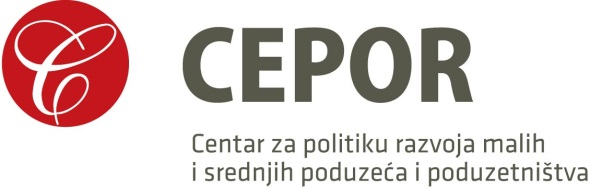 C
CEPOR
Centar za politiku razvoja malih
i srednjih poduzeća i poduzetništva